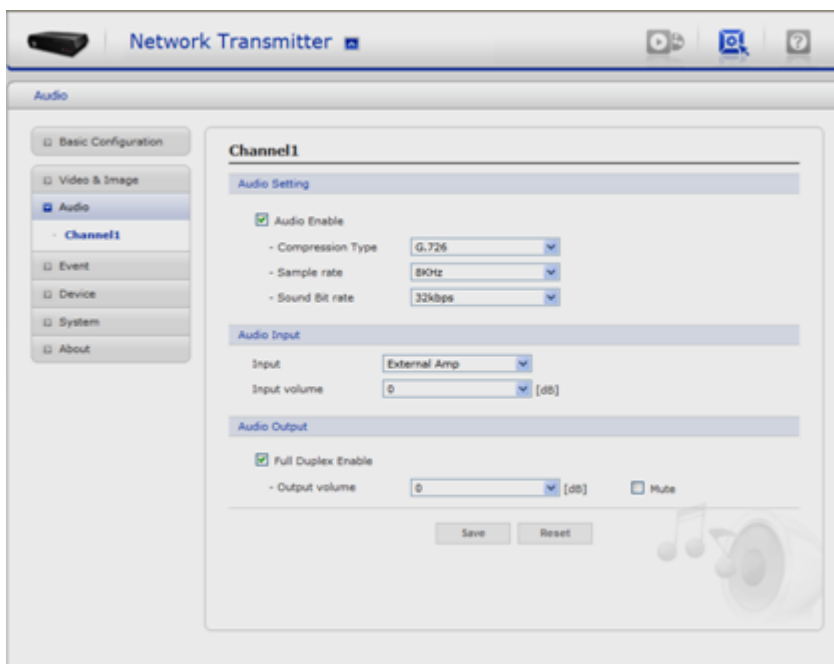 Network Transmitter
?
Audio
Basic Configuration
Video & Image
Audio
- Channel1
Event
Device
System
About
Channel1
Audio Setting
Audio Enable
- Compression Type G.726
- Sample rate 8KHz
- Sound Bit rate 32kbps
Audio Input
Input External Amp
Input volume 0 [dB]
Audio Output
Full Duplex Enable
- Output volume 0 [dB] Mute
Save Reset